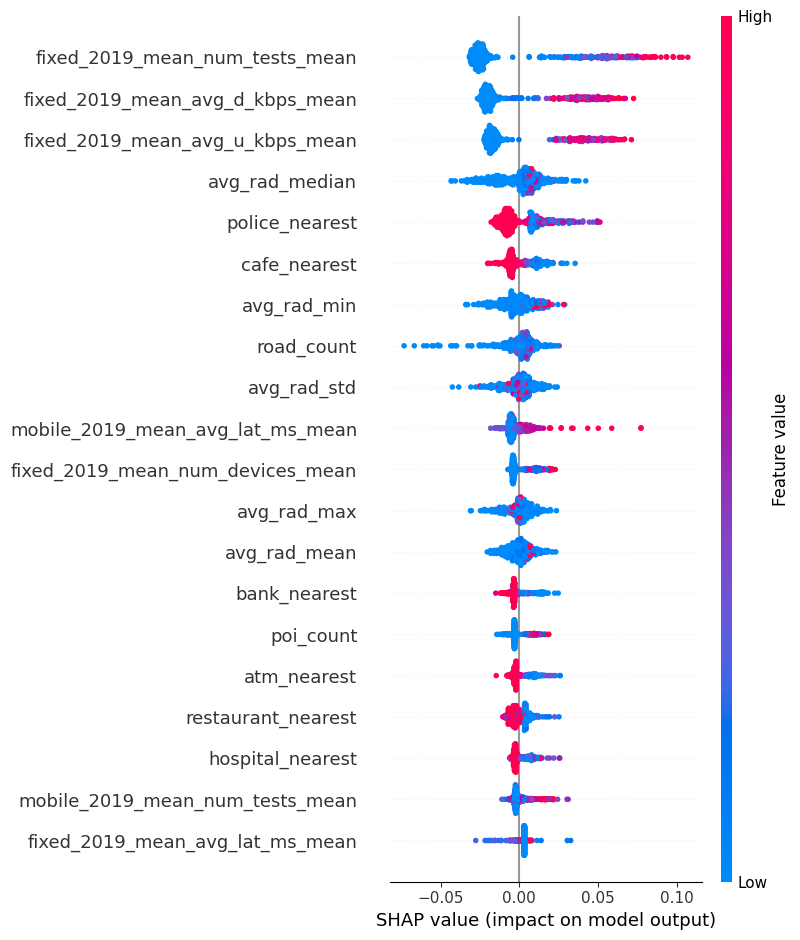 High
fixed_2019_mean_num_tests_mean
fixed_2019_mean_avg_d_kbps_mean
fixed_2019_mean_avg_u_kbps_mean
avg_rad_median
police_nearest
cafe_nearest
avg_rad_min
road_count
avg_rad_std
mobile_2019_mean_avg_lat_ms_mean
fixed_2019_mean_num_devices_mean
avg_rad_max
avg_rad_mean
bank_nearest
poi_count
atm_nearest
restaurant_nearest
hospital_nearest
mobile_2019_mean_num_tests_mean
fixed_2019_mean_avg_lat_ms_mean
Feature value
Low
−0.05 0.00 0.05 0.10
SHAP value (impact on model output)